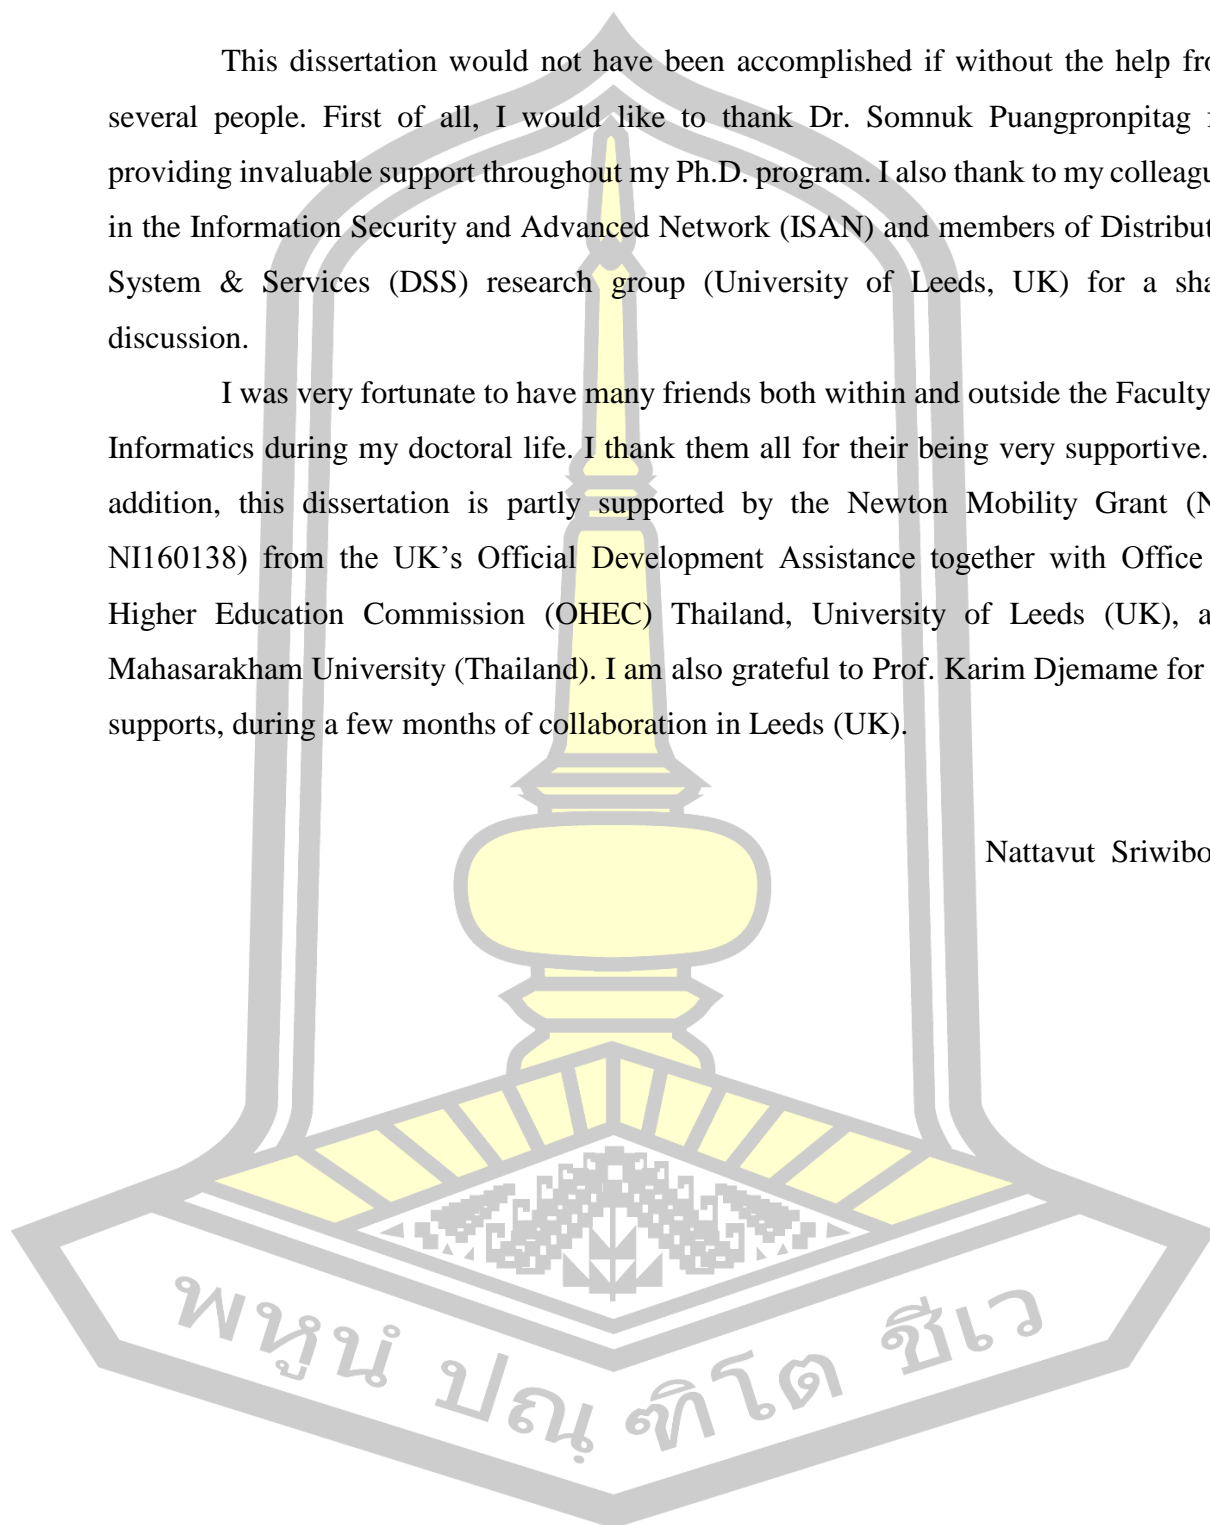 This dissertation would not have been accomplished if without the help fro
several people. First of all, I would like to thank Dr. Somnuk Puangpronpitag
providing invaluable support throughout my Ph.D. program. I also thank to my colleagu
in the Information Security and Advanced Network (ISAN) and members of Distribut
System & Services (DSS) research group (University of Leeds, UK) for a sha
discussion.
I was very fortunate to have many friends both within and outside the Faculty
Informatics during my doctoral life. I thank them all for their being very supportive.
addition, this dissertation is partly supported by the Newton Mobility Grant (N
NI160138) from the UK’s Official Development Assistance together with Office
Higher Education Commission (OHEC) Thailand, University of Leeds (UK), a
Mahasarakham University (Thailand). I am also grateful to Prof. Karim Djemame for
supports, during a few months of collaboration in Leeds (UK).
Nattavut Sriwibo
พหูนํ ปณฺฑิโต ชีเว